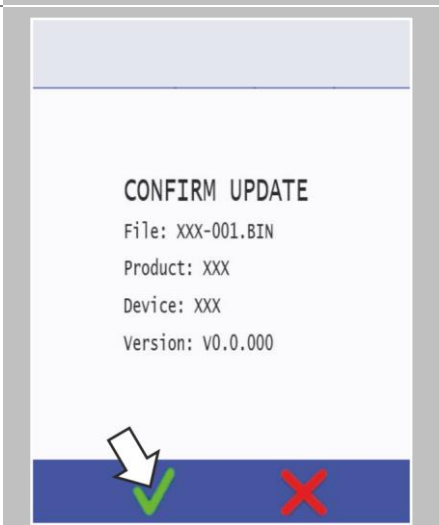 CONFIRM UPDATE
File: XXX-001.BIN
Product: XXX
Device: XXX
Version: V0.0.000